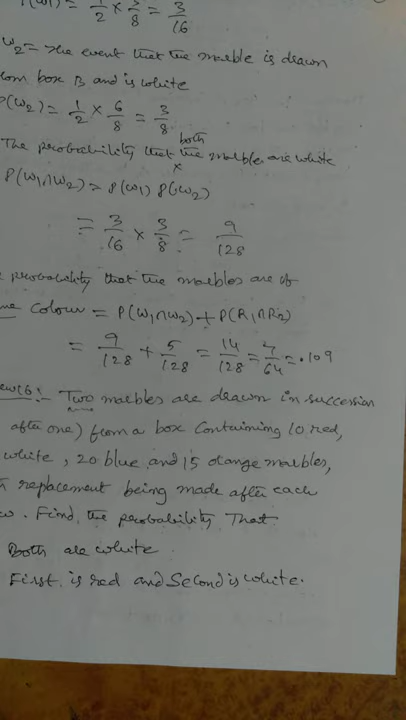 = 1/2 × 3/8 = 3/16
W2 = The event that the marble is drawn
from box B and is white
P(W2) = 1/2 × 6/8 = 3/8
The probability that both the marbles are white
P(W1∩W2) = P(W1) P(W2)
= 3/16 × 3/8 = 9/128
probability that the marbles are of
me colour = P(W1∩W2) + P(R1∩R2)
= 9/128 + 5/128 = 14/128 = 7/64 = .109
Two marbles are drawn in succession
after one) from a box containing 10 red,
white, 20 blue and 15 orange marbles,
replacement being made after each
w. Find the probability That
Both are white.
First is red and Second is white.